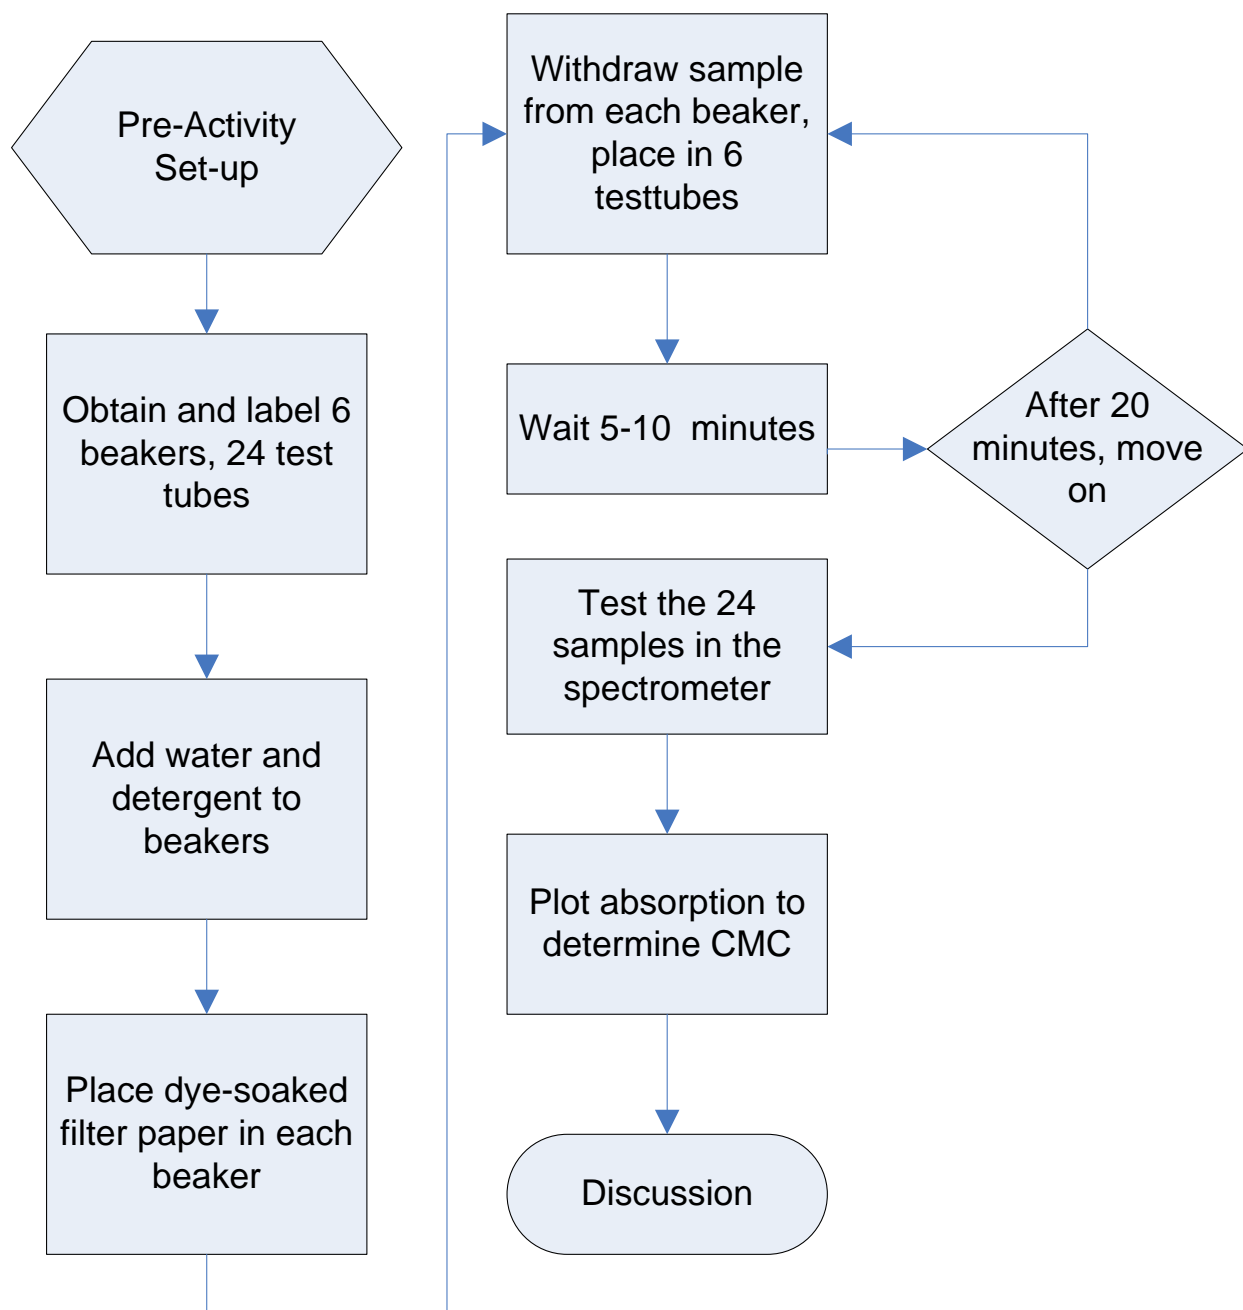 Pre-Activity
Set-up
Obtain and label 6
beakers, 24 test
tubes
Add water and
detergent to
beakers
Place dye-soaked
filter paper in each
beaker
Withdraw sample
from each beaker,
place in 6
testtubes
Wait 5-10  minutes
After 20
minutes, move
on
Test the 24
samples in the
spectrometer
Plot absorption to
determine CMC
Discussion